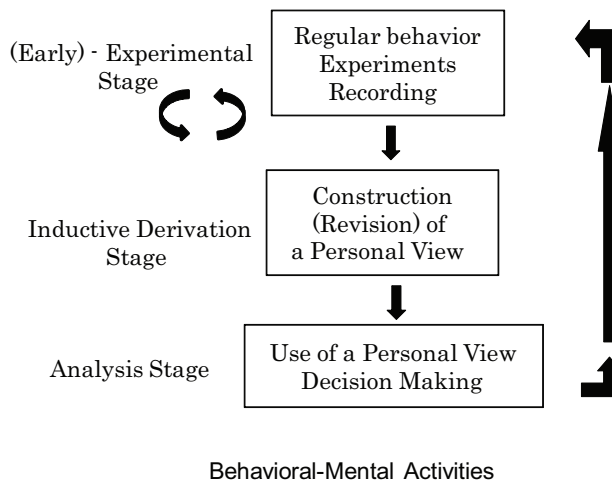 (Early) - Experimental
Stage
Regular behavior
Experiments
Recording
Inductive Derivation
Stage
Construction
(Revision) of
a Personal View
Analysis Stage
Use of a Personal View
Decision Making
Behavioral-Mental Activities